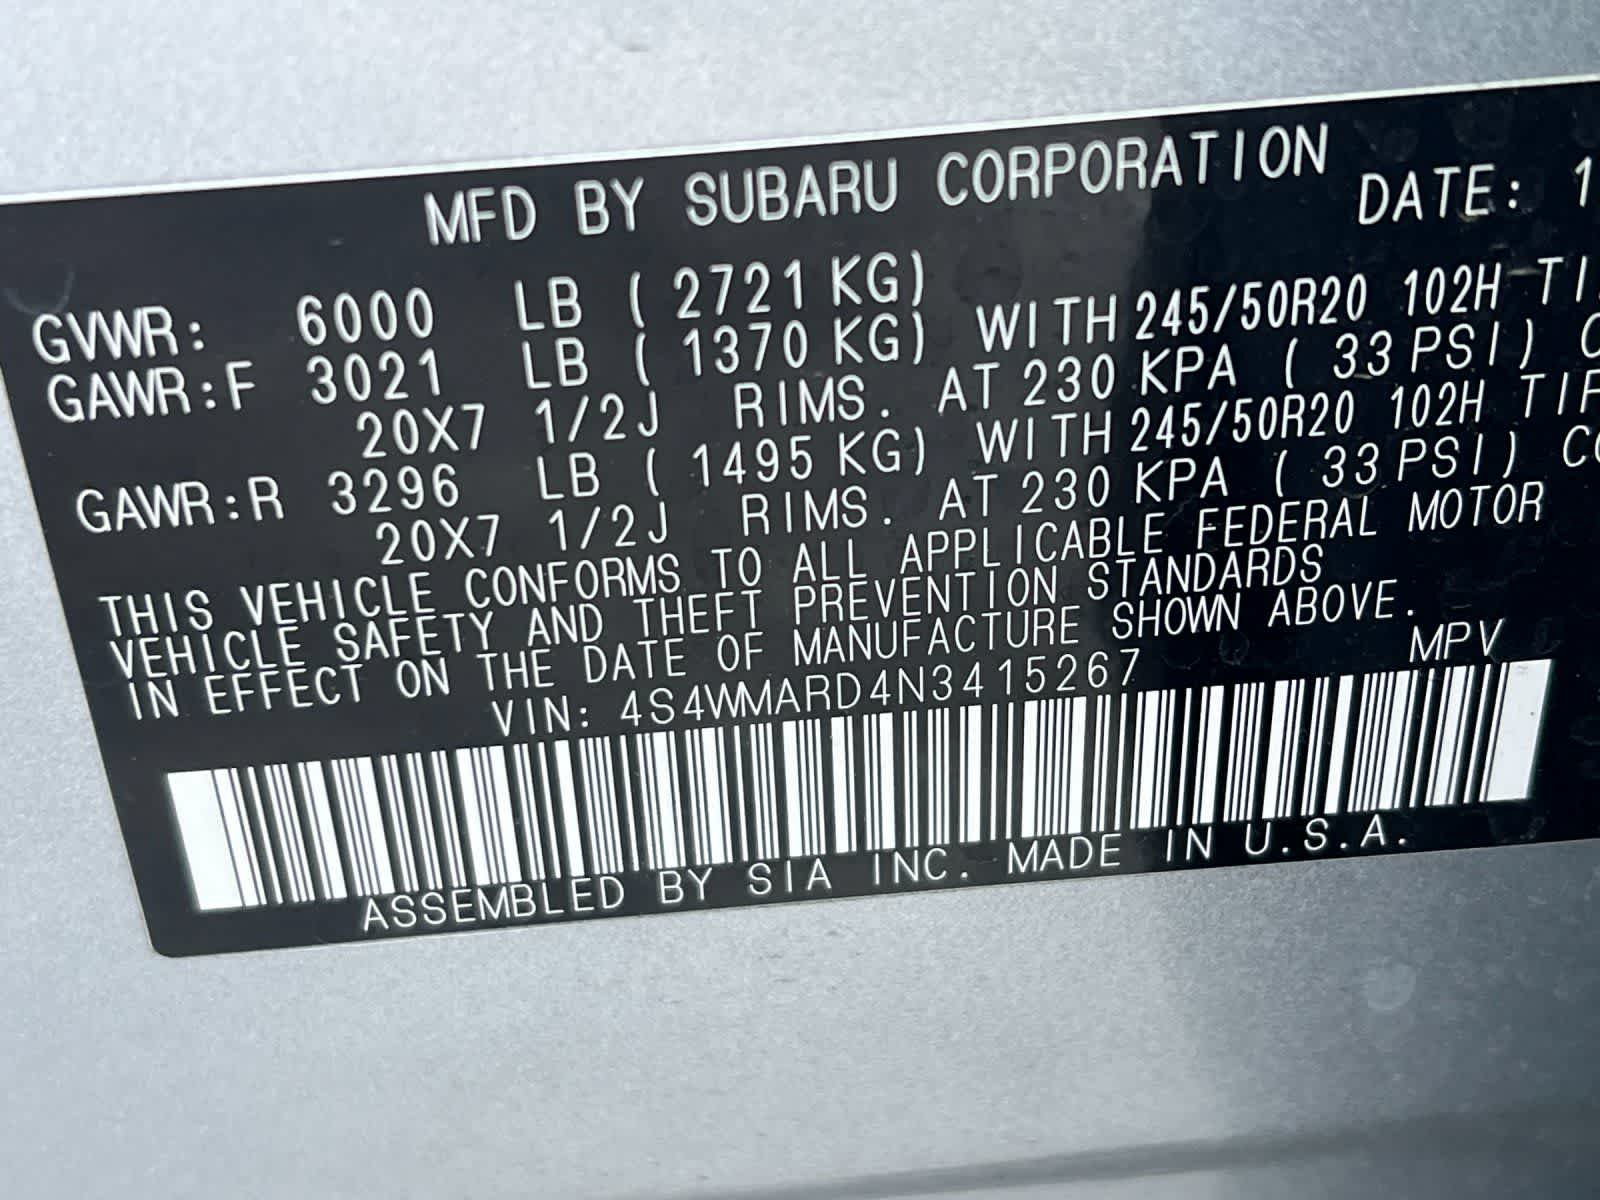 MFD BY SUBARU CORPORATION DATE: 1
GVWR: 6000 LB ( 2721 KG)
GAWR:F 3021 LB ( 1370 KG) WITH 245/50R20 102H
20X7 1/2J RIMS. AT 230 KPA ( 33 PSI)
GAWR:R 3296 LB ( 1495 KG) WITH 245/50R20 102H
20X7 1/2J RIMS. AT 230 KPA ( 33 PSI)
THIS VEHICLE CONFORMS TO ALL APPLICABLE FEDERAL MOTOR
VEHICLE SAFETY AND THEFT PREVENTION STANDARDS
IN EFFECT ON THE DATE OF MANUFACTURE SHOWN ABOVE.
VIN: 4S4WMARD4N3415267 MPV
ASSEMBLED BY SIA INC. MADE IN U.S.A.